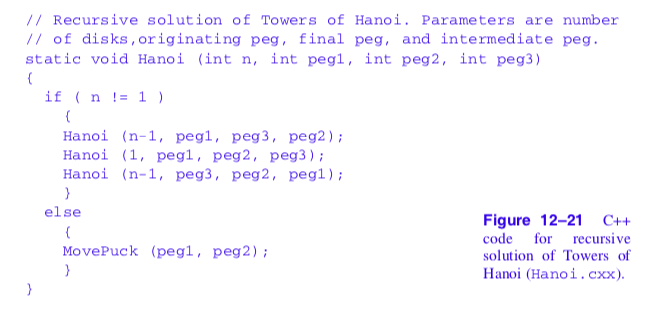 // Recursive solution of Towers of Hanoi. Parameters are number
// of disks,originating peg, final peg, and intermediate peg.
static void Hanoi (int n, int peg1, int peg2, int peg3)
{
if ( n != 1 )
{
Hanoi (n-1, peg1, peg3, peg2);
Hanoi (1, peg1, peg2, peg3);
Hanoi (n-1, peg3, peg2, peg1);
}
else
{
MovePuck (peg1, peg2);
}
}
Figure 12–21 C++
code for recursive
solution of Towers of
Hanoi (Hanoi.cxx).